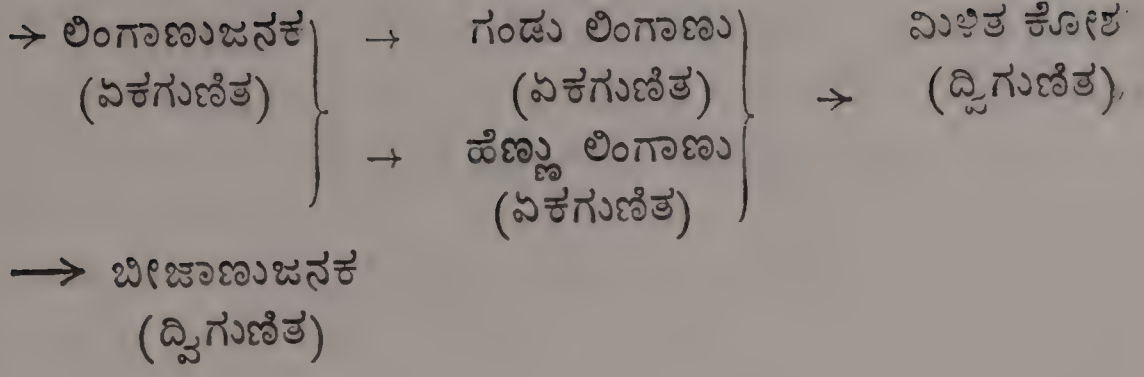 → ಲಿಂಗಾಣುಜನಕ → ಗಂಡು ಲಿಂಗಾಣು ಮಿಳಿತ ಕೋಶ
(ಏಕಗುಣಿತ) (ಏಕಗುಣಿತ) → (ದ್ವಿಗುಣಿತ)
→ ಹೆಣ್ಣು ಲಿಂಗಾಣು
(ಏಕಗುಣಿತ)
→ ಬೀಜಾಣುಜನಕ
(ದ್ವಿಗುಣಿತ)